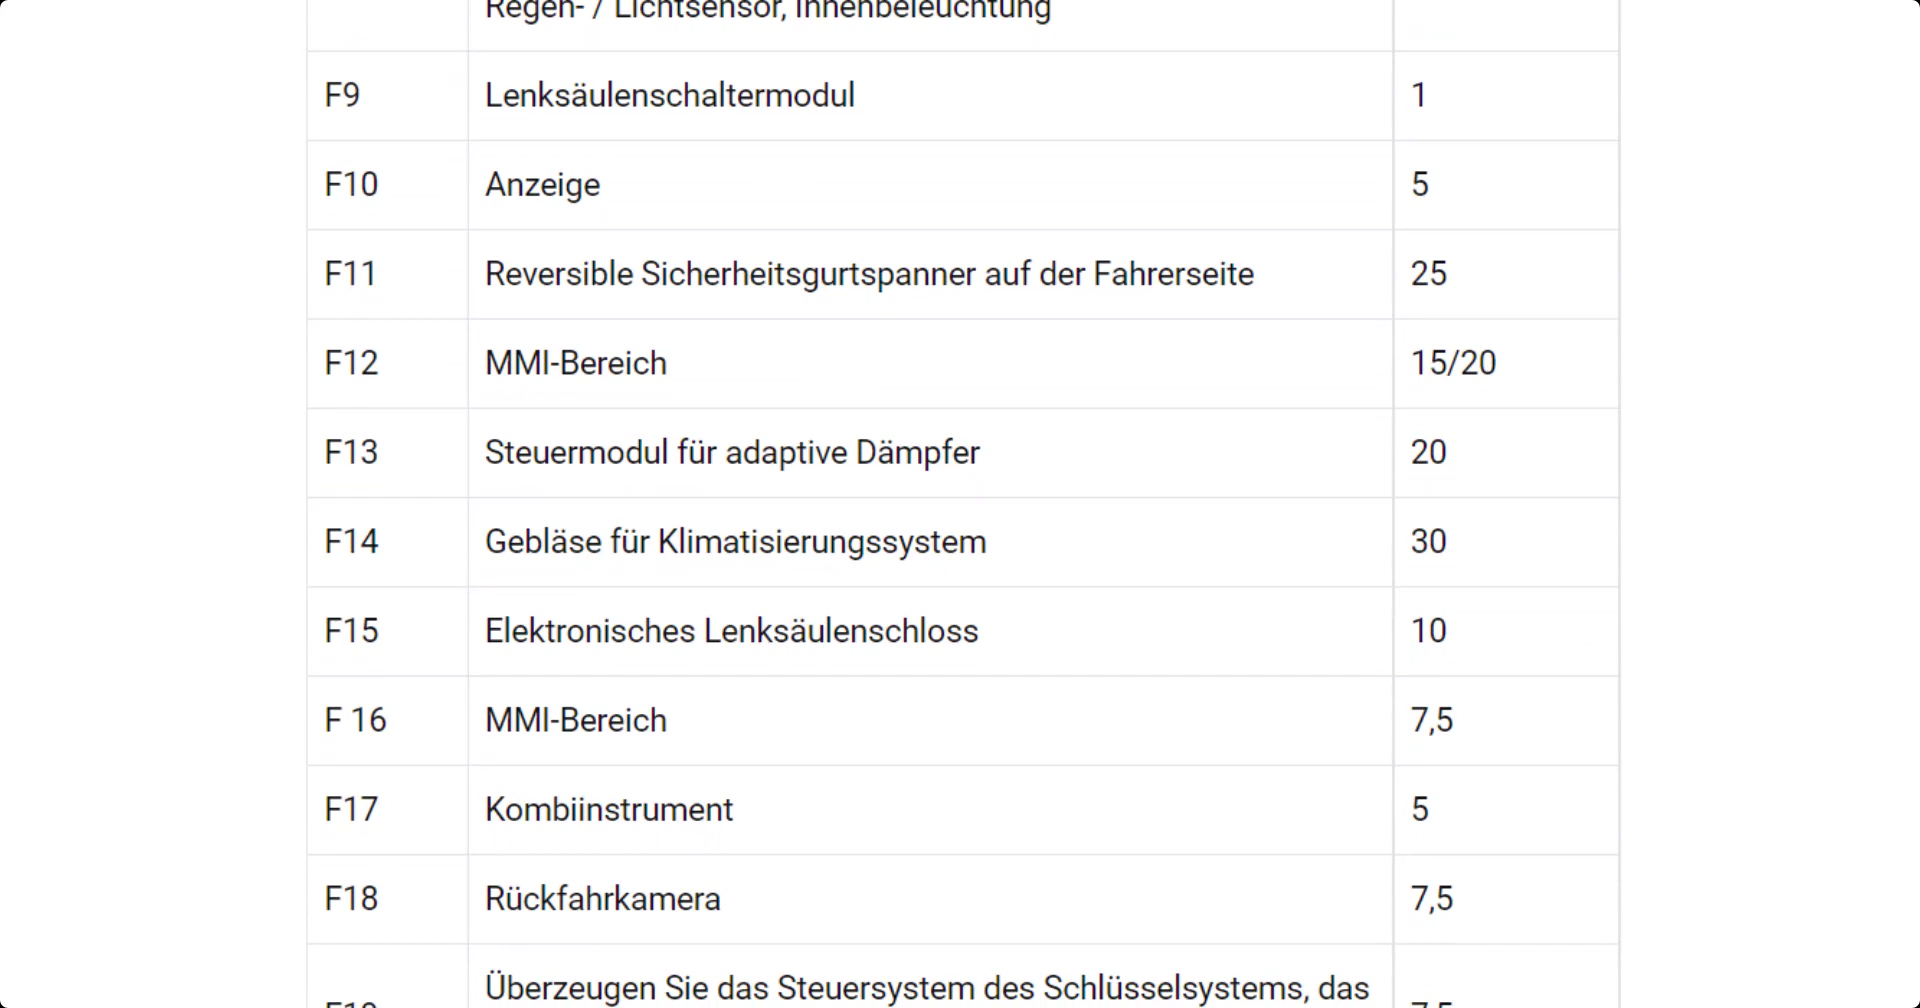 Regen- / Lichtsensor, Innenbeleuchtung
F9 Lenksäulenschaltermodul 1
F10 Anzeige 5
F11 Reversible Sicherheitsgurtspanner auf der Fahrerseite 25
F12 MMI-Bereich 15/20
F13 Steuermodul für adaptive Dämpfer 20
F14 Gebläse für Klimatisierungssystem 30
F15 Elektronisches Lenksäulenschloss 10
F 16 MMI-Bereich 7,5
F17 Kombiinstrument 5
F18 Rückfahrkamera 7,5
Überzeugen Sie das Steuersystem des Schlüsselsystems, das